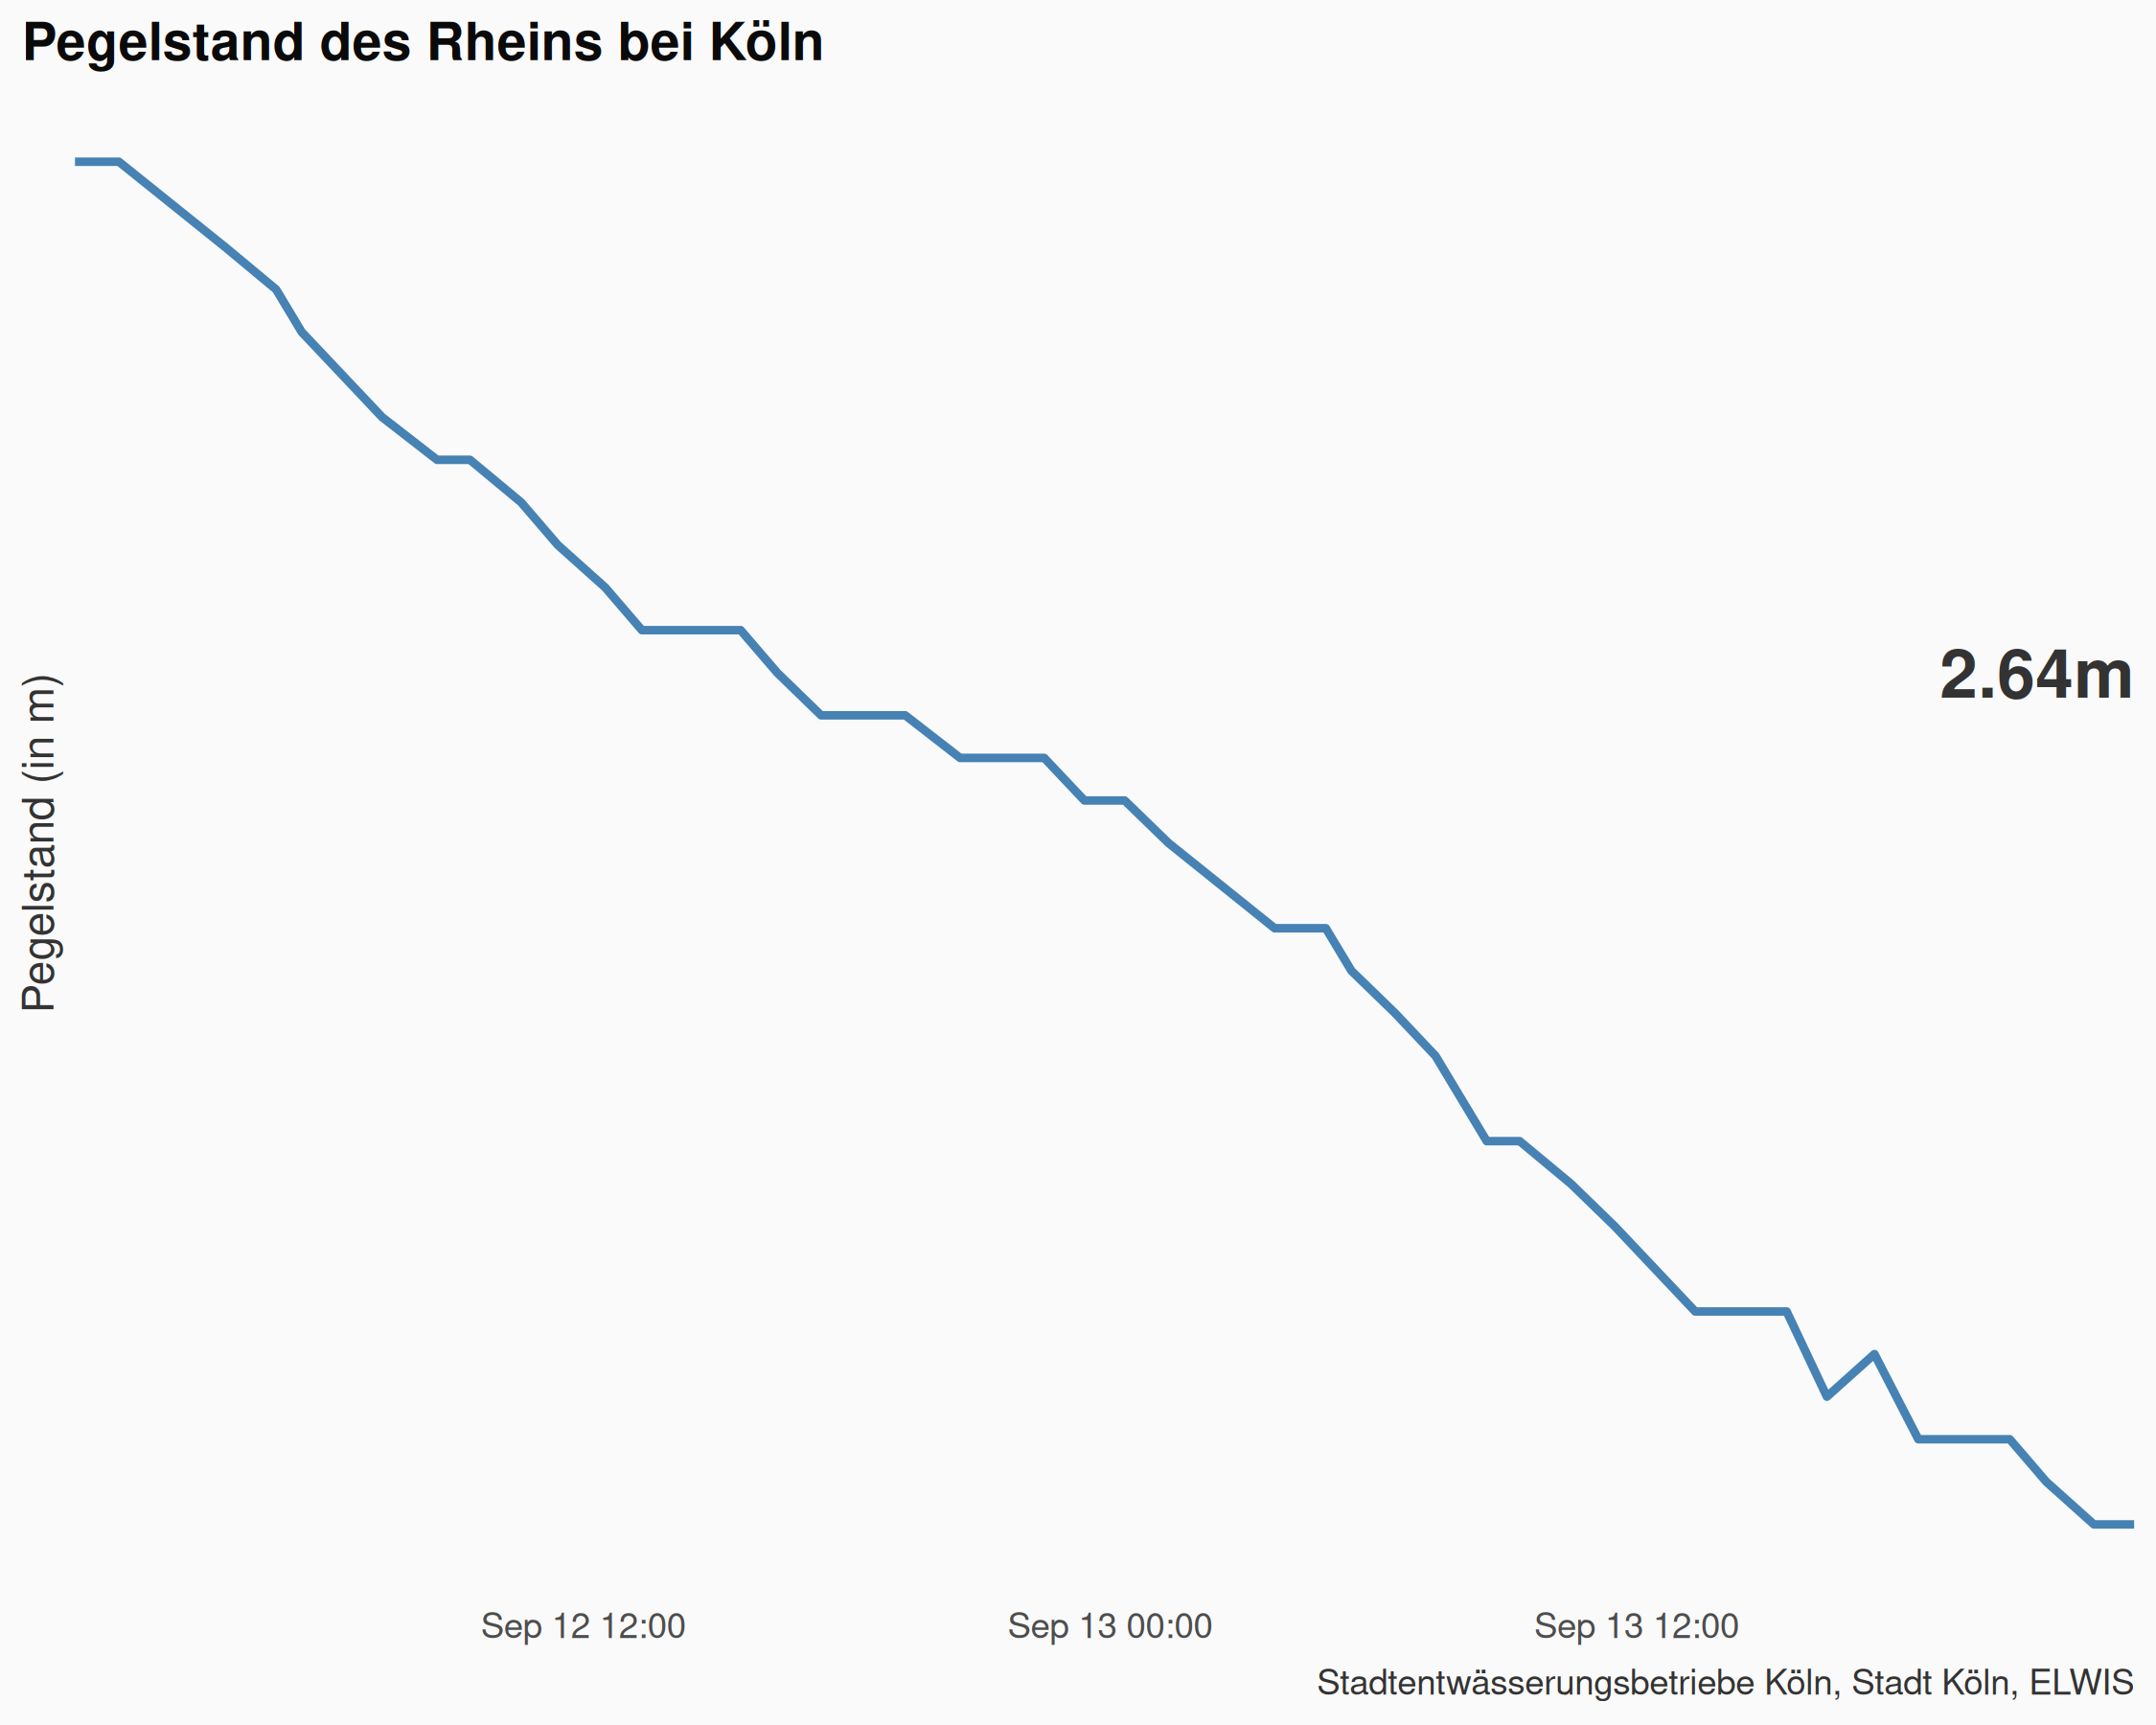 Pegelstand des Rheins bei Köln
Pegelstand (in m)
2.64m
Sep 12 12:00
Sep 13 00:00
Sep 13 12:00
Stadtentwässerungsbetriebe Köln, Stadt Köln, ELWIS